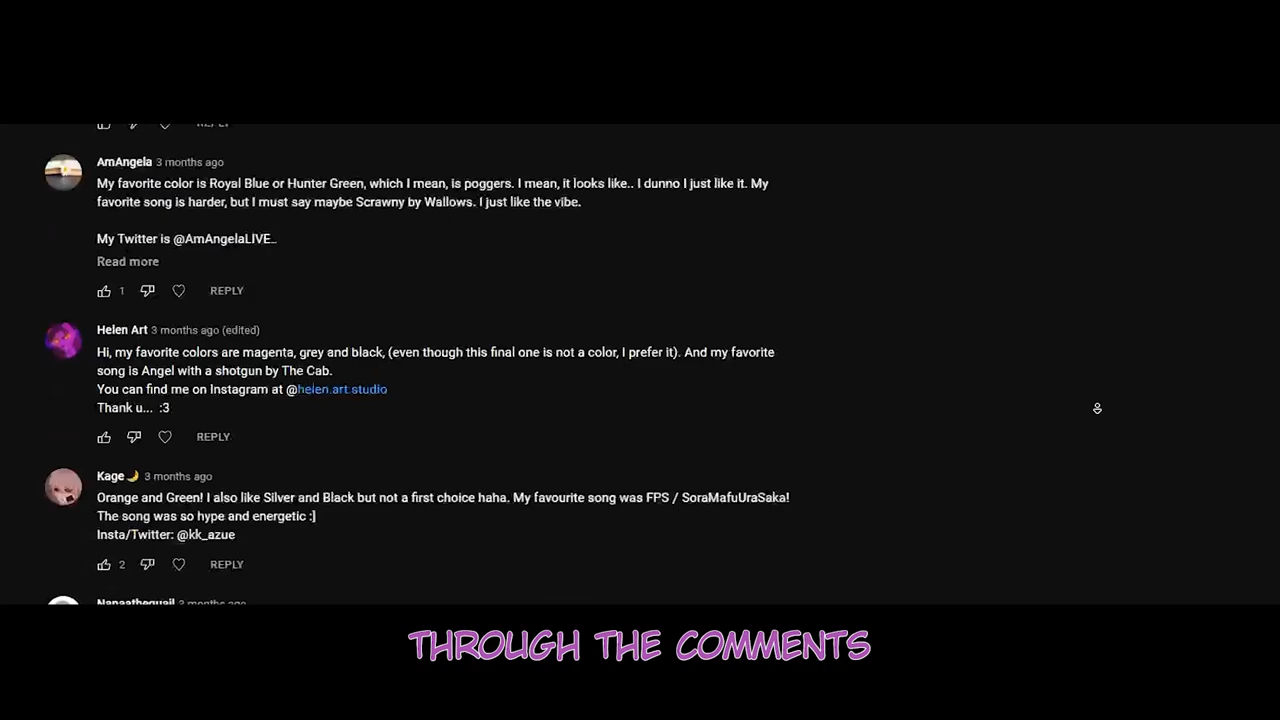 REPLY
AmAngela 3 months ago
My favorite color is Royal Blue or Hunter Green, which I mean, is poggers. I mean, it looks like.. I dunno I just like it. My
favorite song is harder, but I must say maybe Scrawny by Wallows. I just like the vibe.
My Twitter is @AmAngelaLIVE_
Read more
1 REPLY
Helen Art 3 months ago (edited)
Hi, my favorite colors are magenta, grey and black, (even though this final one is not a color, I prefer it). And my favorite
song is Angel with a shotgun by The Cab.
You can find me on Instagram at @helen.art.studio
Thank u... :3
REPLY
Kage🌙 3 months ago
Orange and Green! I also like Silver and Black but not a first choice haha. My favourite song was FPS / SoraMafuUraSaka!
The song was so hype and energetic :]
Insta/Twitter: @kk_azue
2 REPLY
Nanaathequail 3 months ago
THROUGH THE COMMENTS